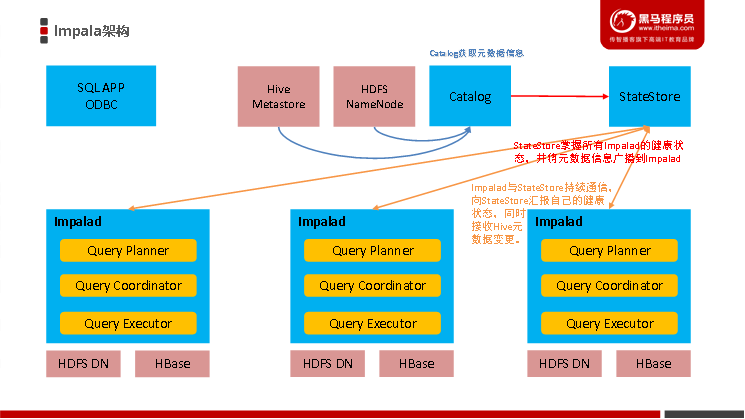 Impala架构
黑马程序员
www.itheima.com
传智播客旗下高端IT教育品牌
Catalog获取元数据信息
SQL APP
ODBC
Hive
Metastore
HDFS
NameNode
Catalog
StateStore
StateStore掌握所有Impalad的健康状
态，并将元数据信息广播到Impalad
Impalad与StateStore持续通信，
向StateStore汇报自己的健康
状态，同时
接收Hive元
数据变更。
Impalad
Query Planner
Query Coordinator
Query Executor
HDFS DN
HBase
Impalad
Query Planner
Query Coordinator
Query Executor
HDFS DN
HBase
Impalad
Query Planner
Query Coordinator
Query Executor
HDFS DN
HBase